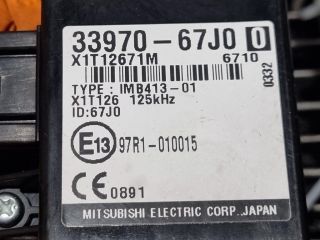 33970-67J0 0
X1T12671M 6710
0332
TYPE : IMB413-01
X1T126 125kHz
ID:67J0
E13 97R1-010015
CE 0891
MITSUBISHI ELECTRIC CORP. JAPAN